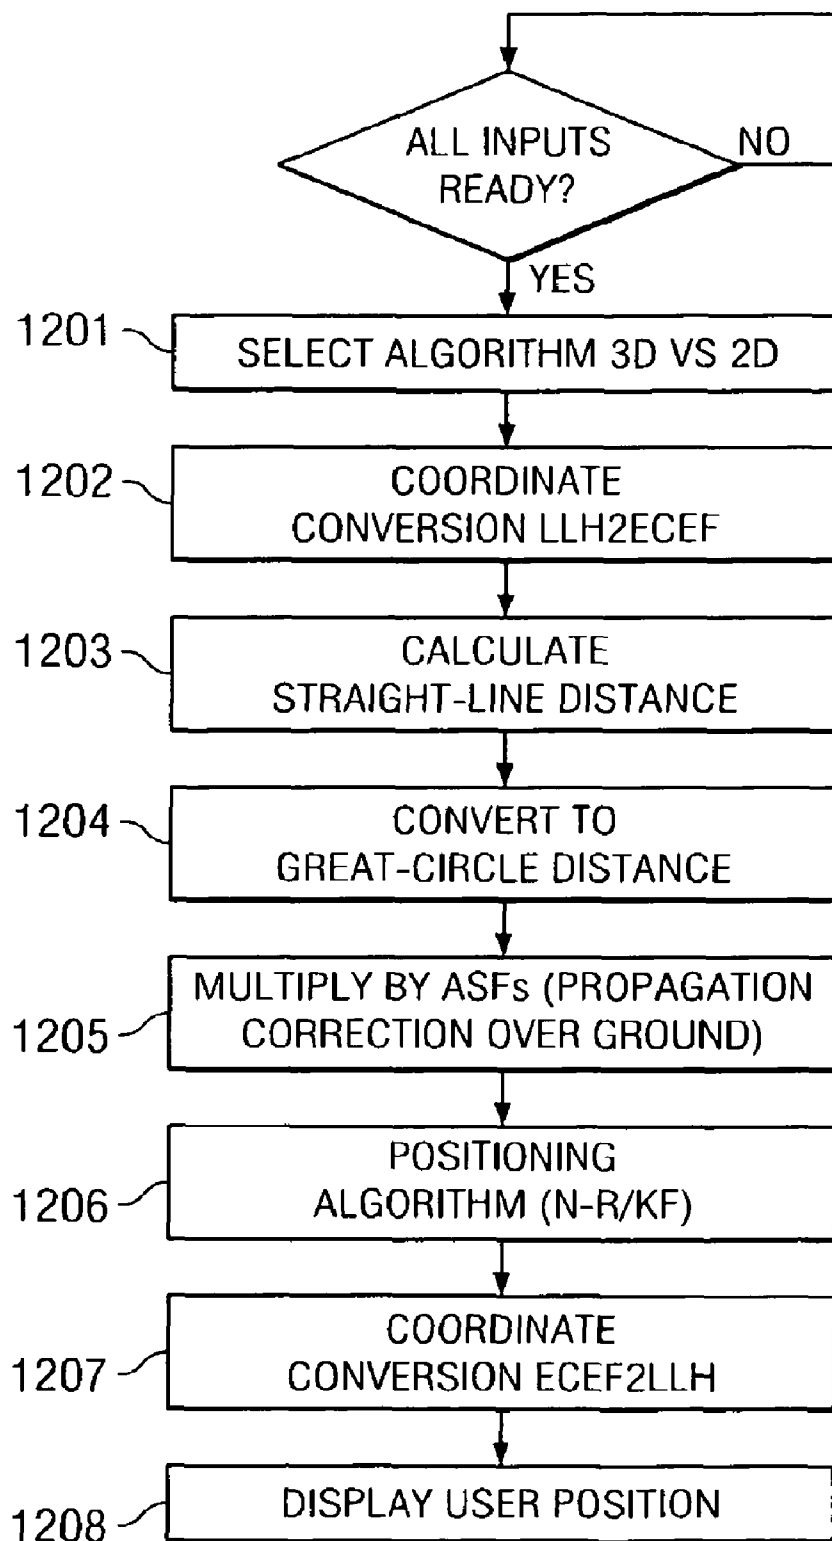 ALL INPUTS
READY?
NO
YES
1201
SELECT ALGORITHM 3D VS 2D
1202
COORDINATE
CONVERSION LLH2ECEF
1203
CALCULATE
STRAIGHT-LINE DISTANCE
1204
CONVERT TO
GREAT-CIRCLE DISTANCE
1205
MULTIPLY BY ASFs (PROPAGATION
CORRECTION OVER GROUND)
1206
POSITIONING
ALGORITHM (N-R/KF)
1207
COORDINATE
CONVERSION ECEF2LLH
1208
DISPLAY USER POSITION